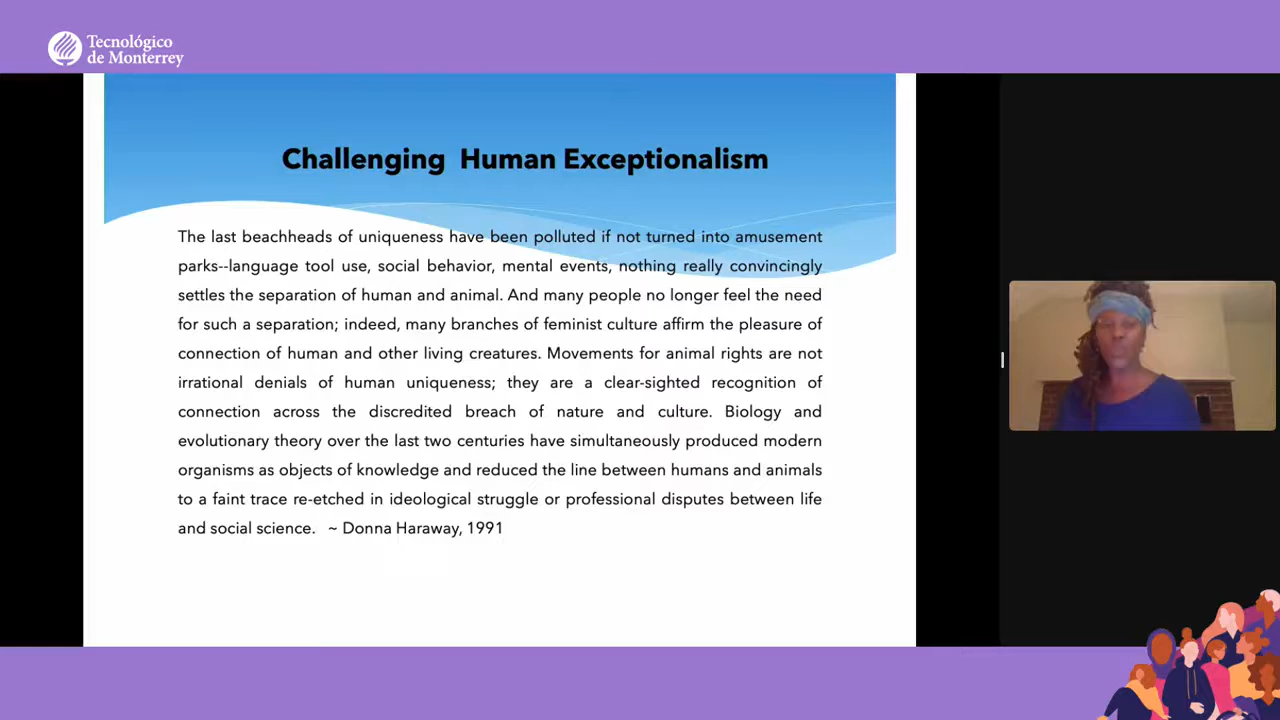 Tecnológico
de Monterrey
Challenging Human Exceptionalism
The last beachheads of uniqueness have been polluted if not turned into amusement
parks--language tool use, social behavior, mental events, nothing really convincingly
settles the separation of human and animal. And many people no longer feel the need
for such a separation; indeed, many branches of feminist culture affirm the pleasure of
connection of human and other living creatures. Movements for animal rights are not
irrational denials of human uniqueness; they are a clear-sighted recognition of
connection across the discredited breach of nature and culture. Biology and
evolutionary theory over the last two centuries have simultaneously produced modern
organisms as objects of knowledge and reduced the line between humans and animals
to a faint trace re-etched in ideological struggle or professional disputes between life
and social science. ~ Donna Haraway, 1991